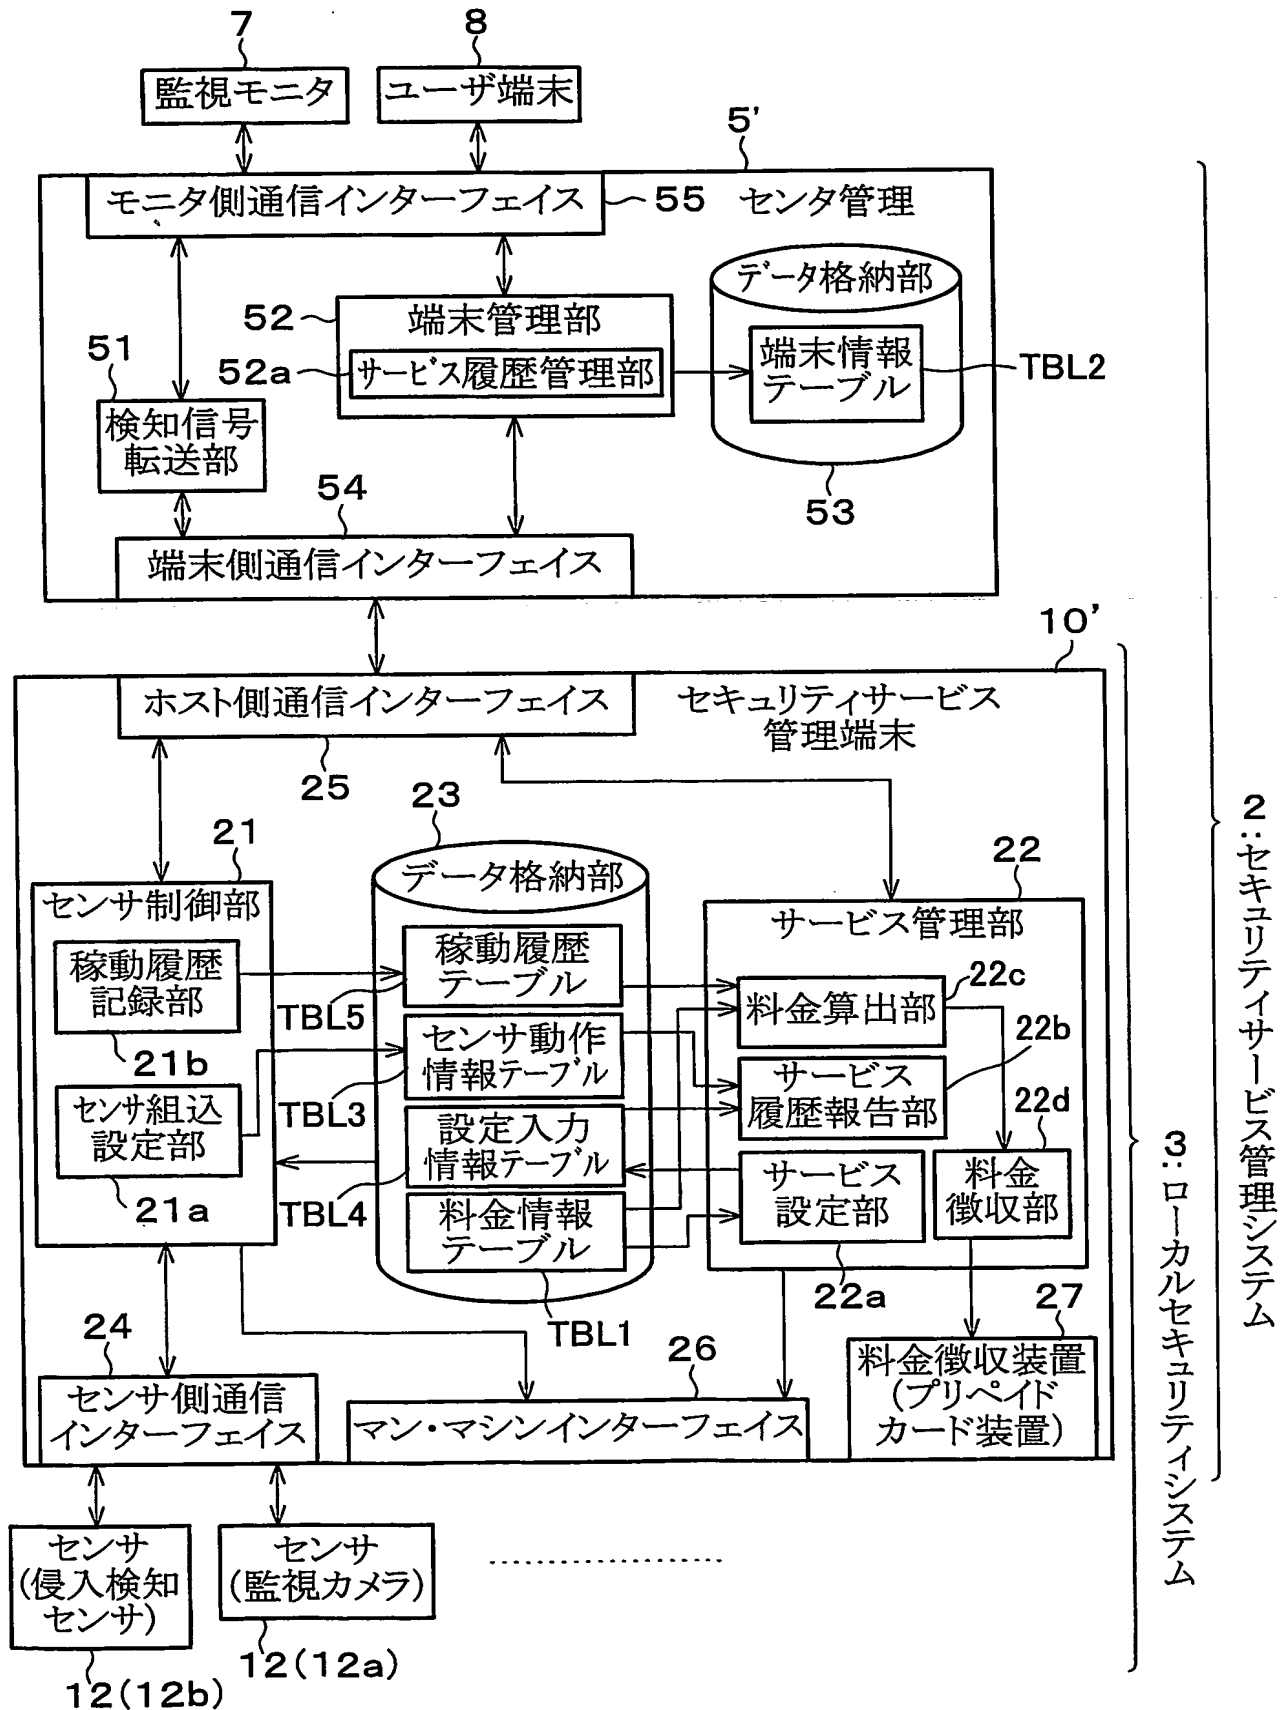 7
8
監視モニタ
ユーザ端末
5'
モニタ側通信インターフェイス
55
センタ管理
データ格納部
52
端末管理部
51
52a
サービス履歴管理部
端末情報
テーブル
TBL2
検知信号
転送部
54
53
端末側通信インターフェイス
10'
ホスト側通信インターフェイス
セキュリティサービス
管理端末
25
23
21
22
センサ制御部
データ格納部
サービス管理部
稼動履歴
記録部
稼動履歴
テーブル
22c
TBL5
料金算出部
21b
センサ動作
情報テーブル
22b
サービス
履歴報告部
TBL3
センサ組込
設定部
設定入力
情報テーブル
22d
サービス
設定部
料金
徴収部
21a
TBL4
料金情報
テーブル
22a
27
TBL1
24
26
料金徴収装置
(プリペイド
カード装置)
センサ側通信
インターフェイス
マン・マシンインターフェイス
センサ
(侵入検知
センサ)
センサ
(監視カメラ)
12(12a)
12(12b)
2:セキュリティサービス管理システム
3:ローカルセキュリティシステム